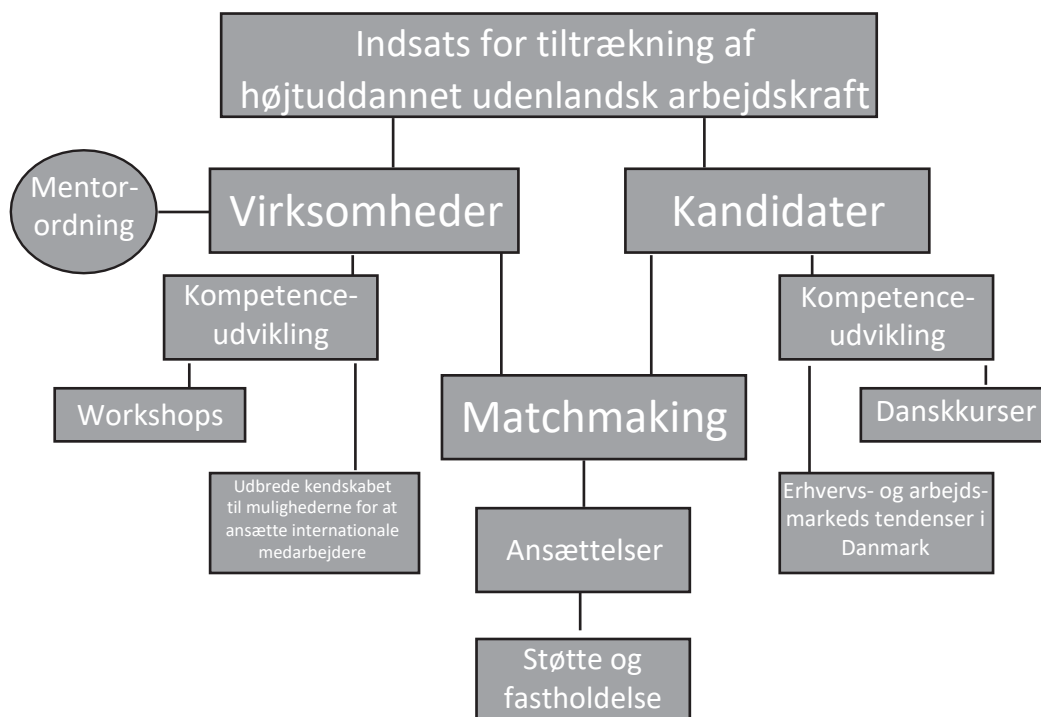 Indsats for tiltrækning af
højtuddannet udenlandsk arbejdskraft
Mentor-
ordning
Virksomheder
Kandidater
Kompetence-
udvikling
Kompetence-
udvikling
Workshops
Matchmaking
Danskkurser
Udbrede kendskabet
til mulighederne for at
ansætte internationale
medarbejdere
Erhvervs- og arbejds-
markeds tendenser i
Danmark
Ansættelser
Støtte og
fastholdelse